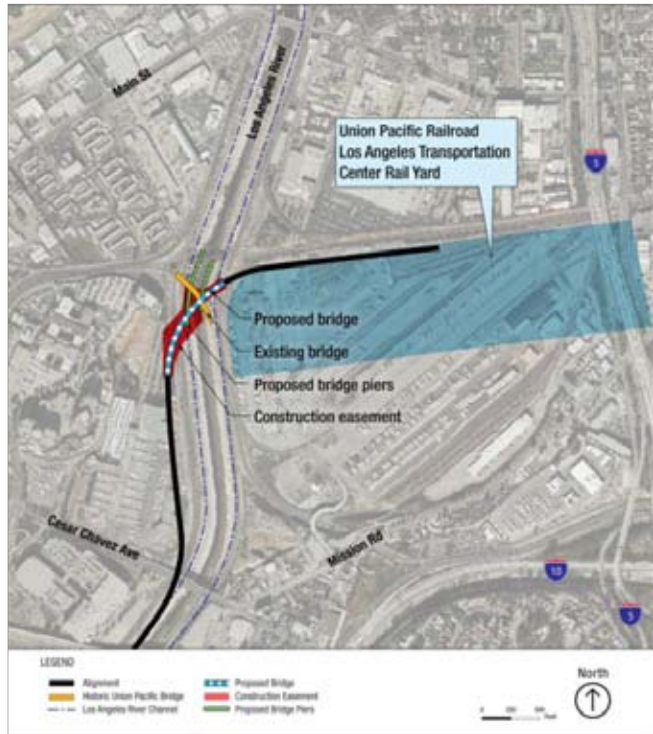 Main St
Los Angeles River
Union Pacific Railroad
Los Angeles Transportation
Center Rail Yard
5
Proposed bridge
Existing bridge
Proposed bridge piers
Construction easement
Cesar Chavez Ave
Mission Rd
10
5
LEGEND
Alignment
Historic Union Pacific Bridge
Los Angeles River Channel
Proposed Bridge
Construction Easement
Proposed Bridge Piers
North
0
Feet